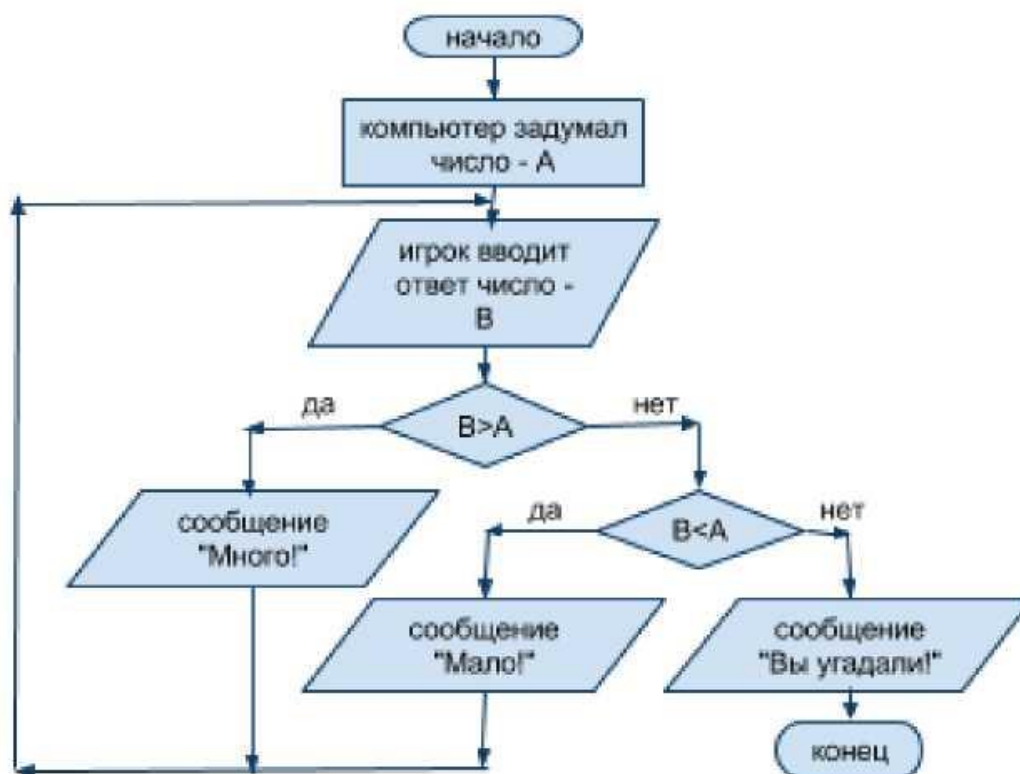 начало
компьютер задумал
число - А
игрок вводит
ответ число -
В
да
нет
В>А
сообщение
"Много!"
да
нет
В<А
сообщение
"Мало!"
сообщение
"Вы угадали!"
конец